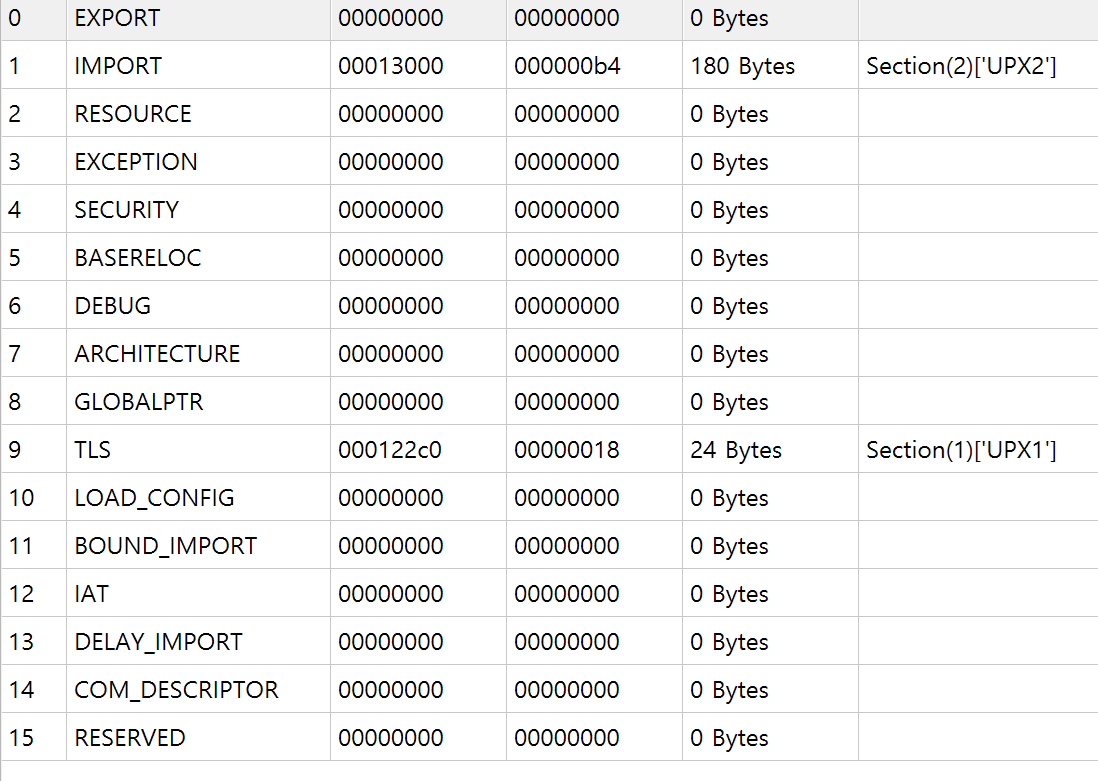 0 EXPORT 00000000 00000000 0 Bytes
1 IMPORT 00013000 000000b4 180 Bytes Section(2)['UPX2']
2 RESOURCE 00000000 00000000 0 Bytes
3 EXCEPTION 00000000 00000000 0 Bytes
4 SECURITY 00000000 00000000 0 Bytes
5 BASERELOC 00000000 00000000 0 Bytes
6 DEBUG 00000000 00000000 0 Bytes
7 ARCHITECTURE 00000000 00000000 0 Bytes
8 GLOBALPTR 00000000 00000000 0 Bytes
9 TLS 000122c0 00000018 24 Bytes Section(1)['UPX1']
10 LOAD_CONFIG 00000000 00000000 0 Bytes
11 BOUND_IMPORT 00000000 00000000 0 Bytes
12 IAT 00000000 00000000 0 Bytes
13 DELAY_IMPORT 00000000 00000000 0 Bytes
14 COM_DESCRIPTOR 00000000 00000000 0 Bytes
15 RESERVED 00000000 00000000 0 Bytes